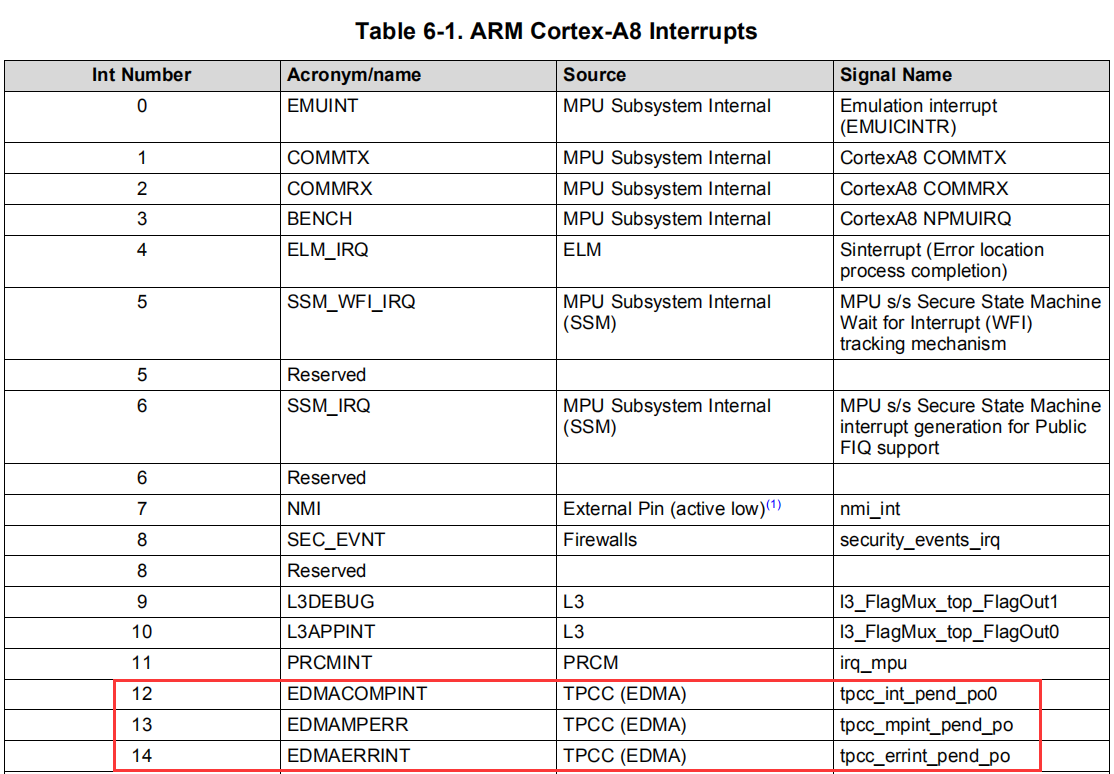 Table 6-1. ARM Cortex-A8 Interrupts
Int Number Acronym/name Source Signal Name
0 EMUINT MPU Subsystem Internal Emulation interrupt
(EMUICINTR)
1 COMMTX MPU Subsystem Internal CortexA8 COMMTX
2 COMMRX MPU Subsystem Internal CortexA8 COMMRX
3 BENCH MPU Subsystem Internal CortexA8 NPMUIRQ
4 ELM_IRQ ELM Sinterrupt (Error location
process completion)
5 SSM_WFI_IRQ MPU Subsystem Internal MPU s/s Secure State Machine
(SSM) Wait for Interrupt (WFI)
tracking mechanism
5 Reserved
6 SSM_IRQ MPU Subsystem Internal MPU s/s Secure State Machine
(SSM) interrupt generation for Public
FIQ support
6 Reserved
7 NMI External Pin (active low)(1) nmi_int
8 SEC_EVNT Firewalls security_events_irq
8 Reserved
9 L3DEBUG L3 l3_FlagMux_top_FlagOut1
10 L3APPINT L3 l3_FlagMux_top_FlagOut0
11 PRCMINT PRCM irq_mpu
12 EDMACOMPINT TPCC (EDMA) tpcc_int_pend_po0
13 EDMAMPERR TPCC (EDMA) tpcc_mpint_pend_po
14 EDMAERRINT TPCC (EDMA) tpcc_errint_pend_po